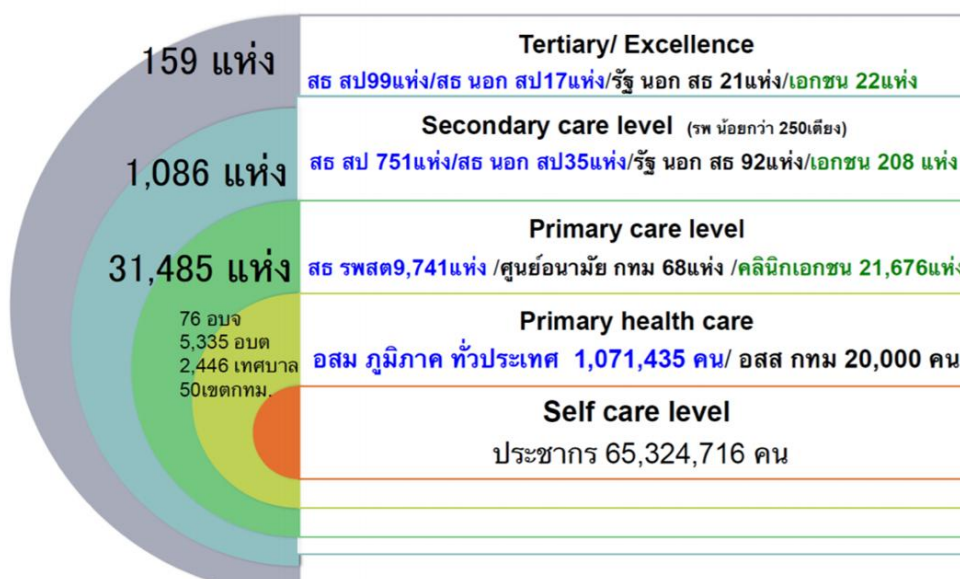 159 แห่ง
Tertiary/ Excellence
สธ สป99แห่ง/สธ นอก สป17แห่ง/รัฐ นอก สธ 21แห่ง/เอกชน 22แห่ง
1,086 แห่ง
Secondary care level (รพ น้อยกว่า 250เตียง)
สธ สป 751แห่ง/สธ นอก สป35แห่ง/รัฐ นอก สธ 92แห่ง/เอกชน 208 แห่ง
31,485 แห่ง
Primary care level
สธ รพสต9,741แห่ง /ศูนย์อนามัย กทม 68แห่ง /คลินิกเอกชน 21,676แห่ง
76 อบจ
5,335 อบต
2,446 เทศบาล
50เขตกทม.
Primary health care
อสม ภูมิภาค ทั่วประเทศ 1,071,435 คน/ อสส กทม 20,000 คน
Self care level
ประชากร 65,324,716 คน